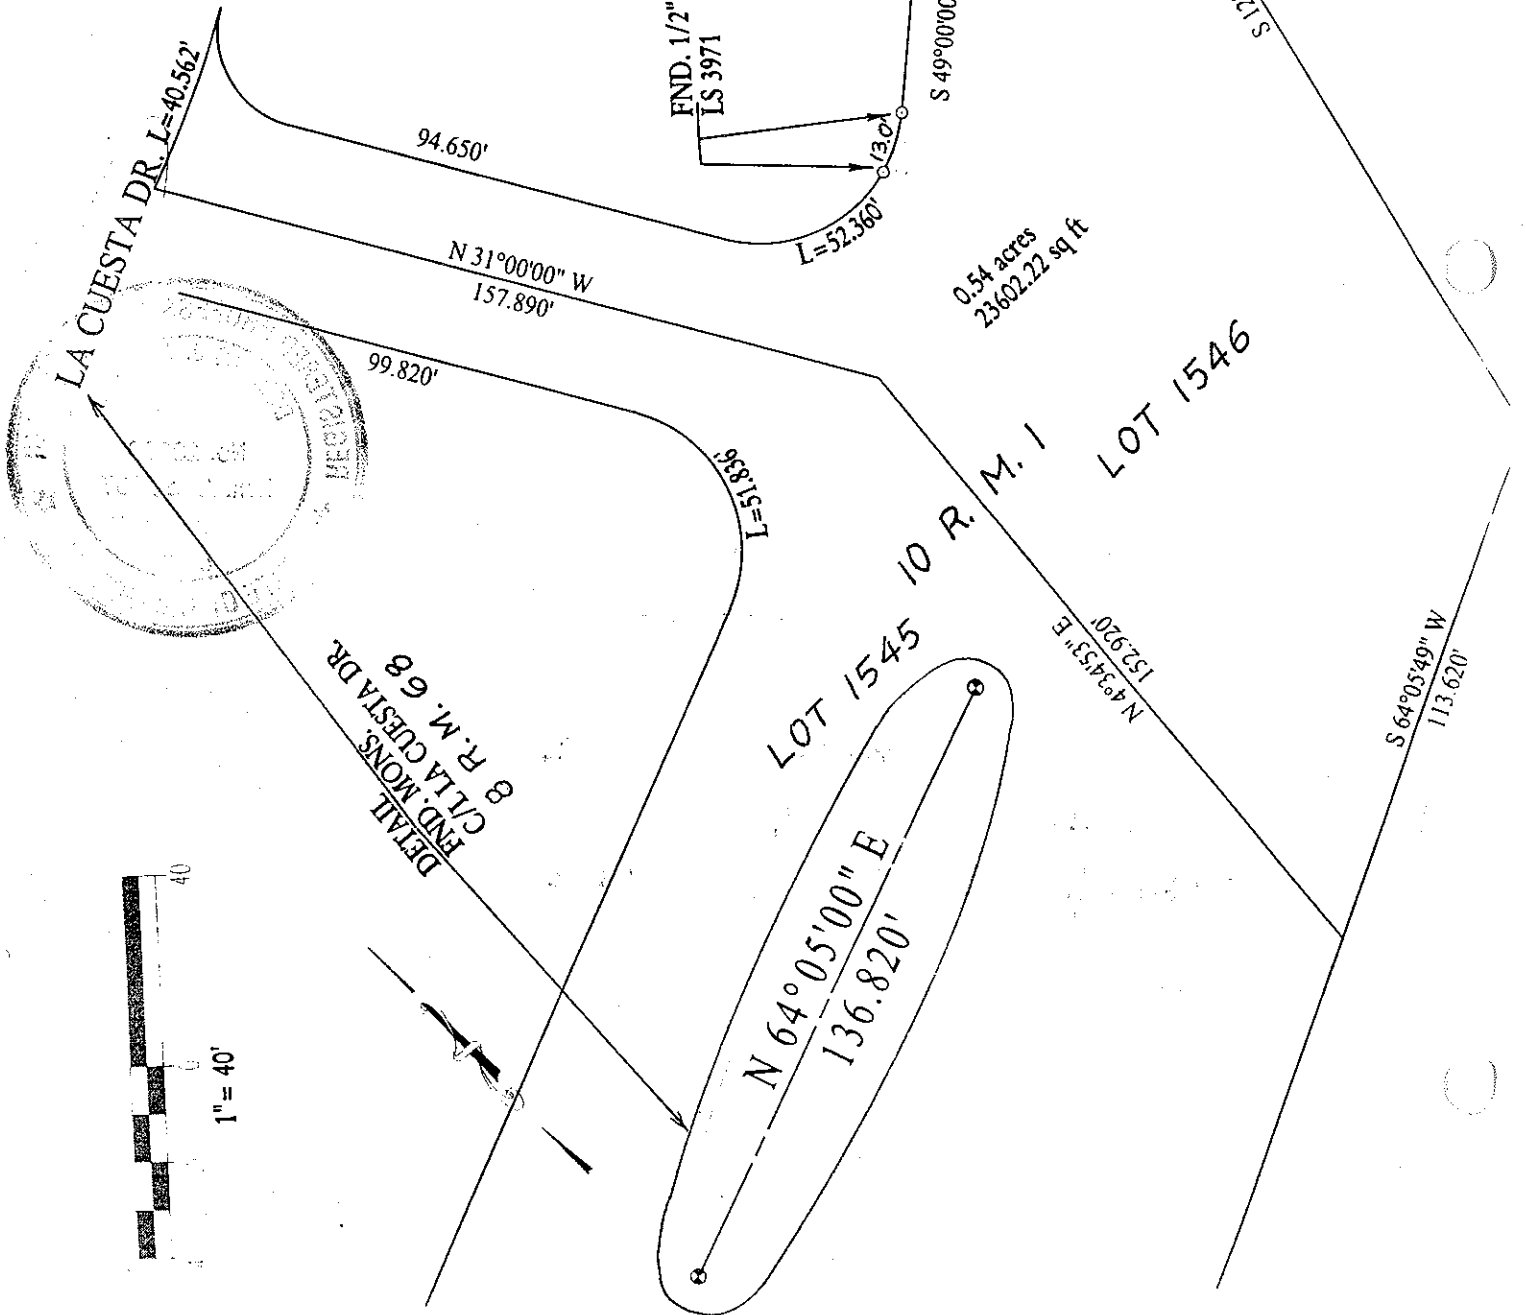 LA CUESTA DR. L=40.562'
94.650'
FND. 1/2"
LS 3971
13.0'
S 49°00'00
S 12
L=52.360'
N 31°00'00" W
157.890'
99.820'
0.54 acres
23602.22 sq ft
LOT 1546
10 R. M. 1
L=51.836'
LOT 1545
DETAIL
FND. MONS.
C/L LA CUESTA DR.
8 R. M. 68
N 4°34'53" E
152.920'
S 64°05'49" W
113.620'
N 64°05'00" E
136.820'
40
0
1"= 40'